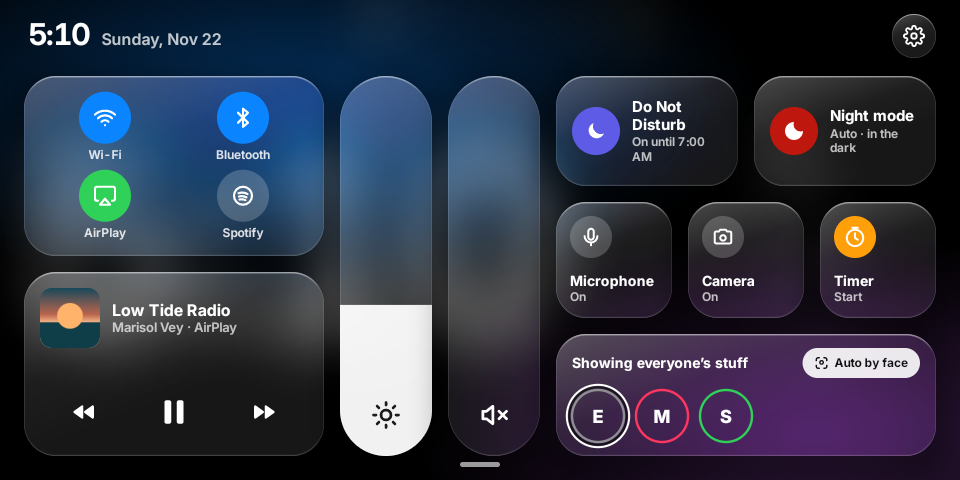 5:10 Sunday, Nov 22
Wi-Fi
Bluetooth
AirPlay
Spotify
Low Tide Radio
Marisol Vey · AirPlay
Do Not
Disturb
On until 7:00
AM
Night mode
Auto · in the
dark
Microphone
On
Camera
On
Timer
Start
Showing everyone’s stuff
Auto by face
E
M
S